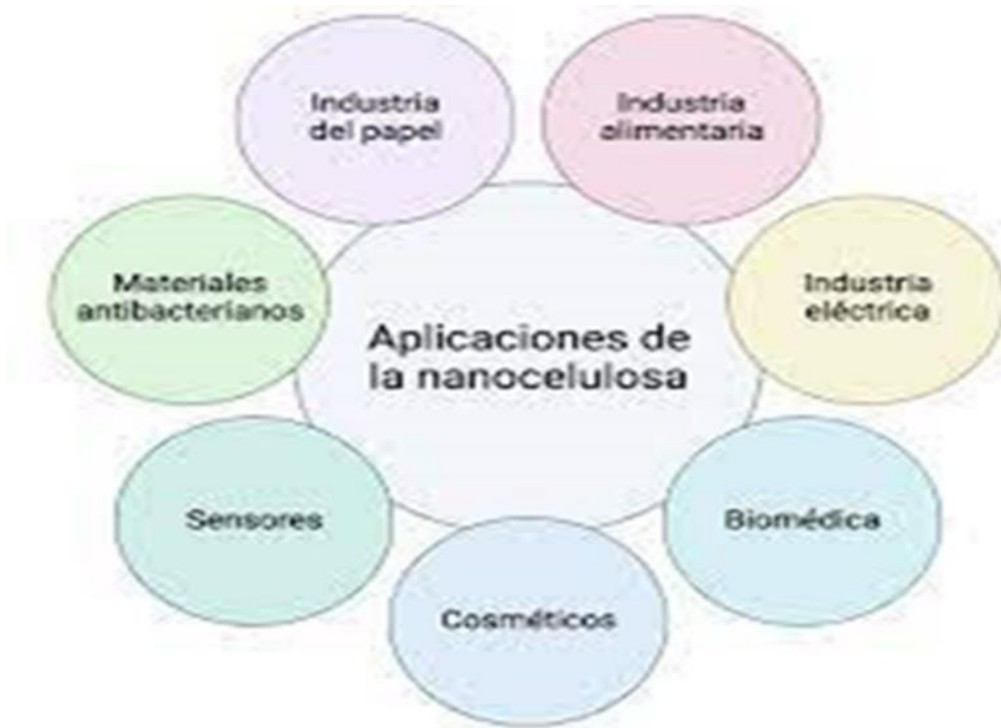 Industria
del papel
Industria
alimentaria
Materiales
antibacterianos
Industria
eléctrica
Aplicaciones de
la nanocelulosa
Sensores
Biomédica
Cosméticos